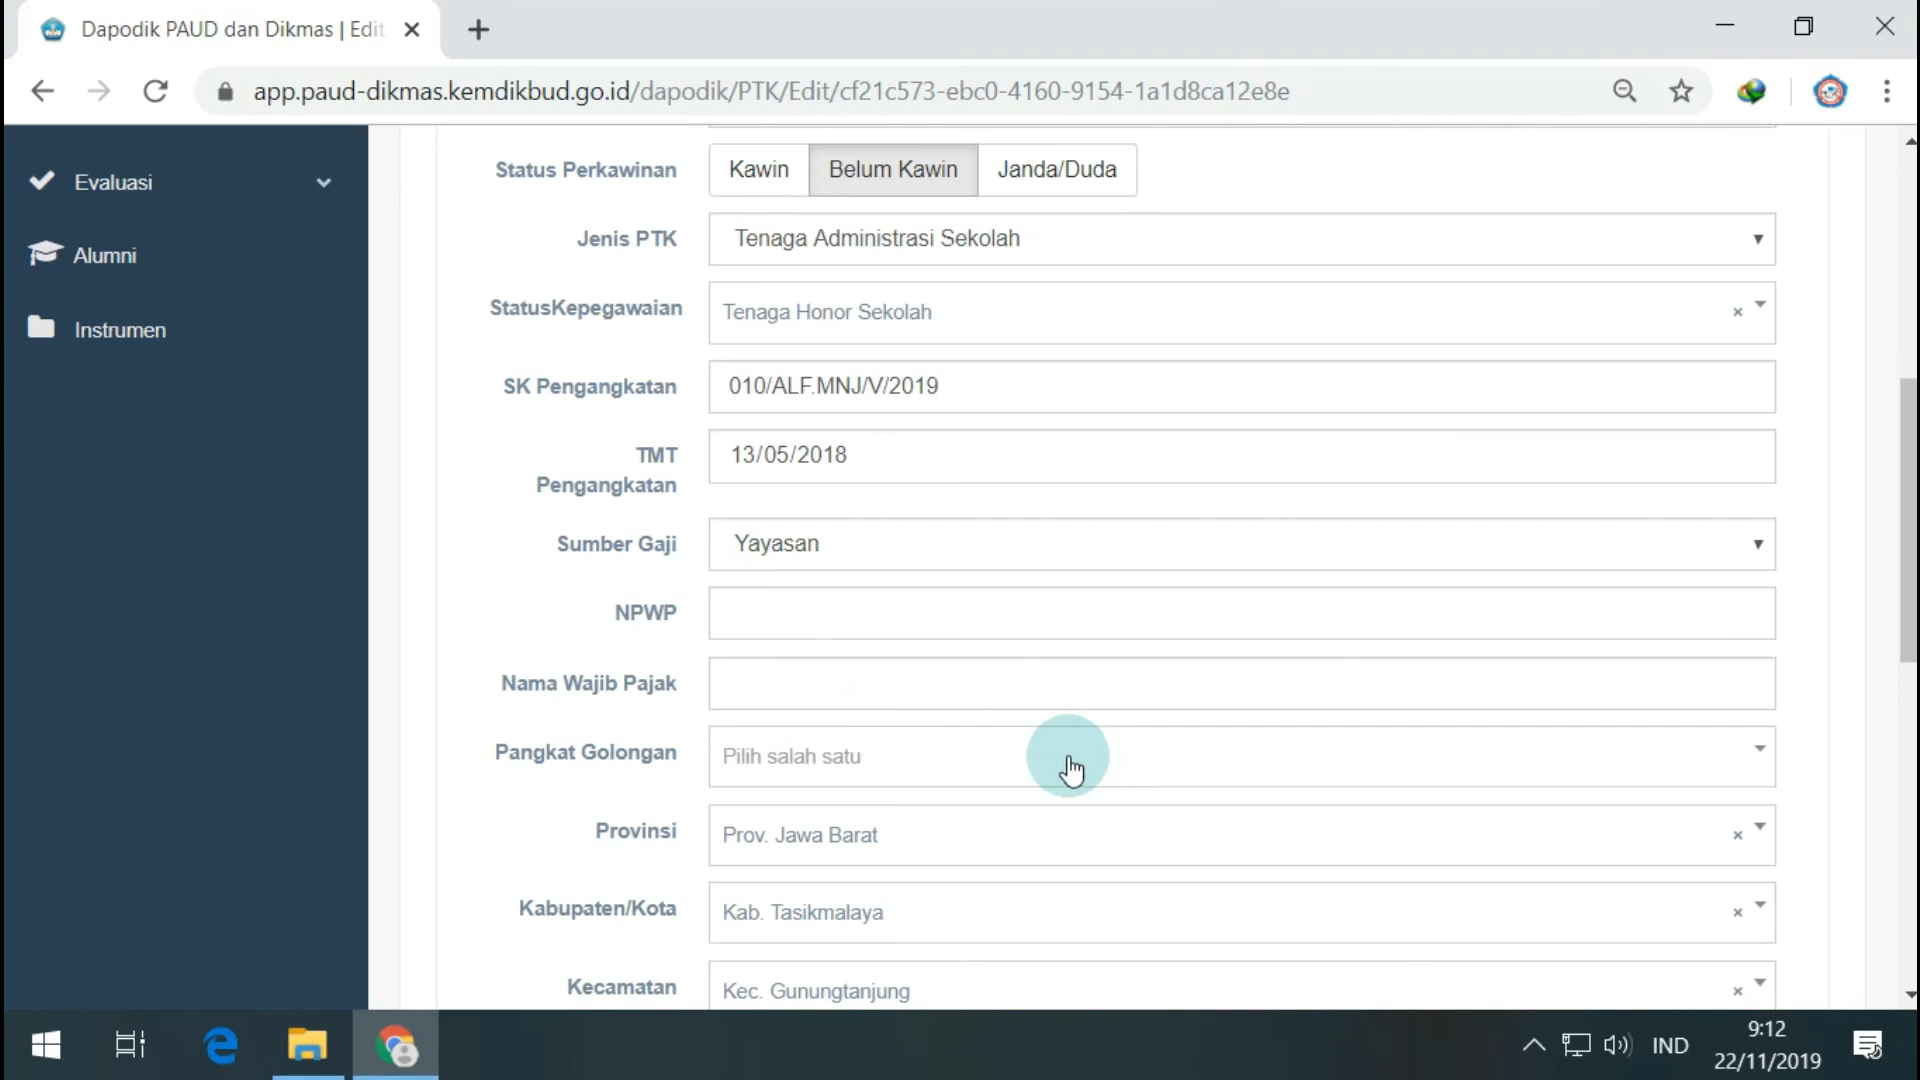 Dapodik PAUD dan Dikmas | Edit
app.paud-dikmas.kemdikbud.go.id/dapodik/PTK/Edit/cf21c573-ebc0-4160-9154-1a1d8ca12e8e
Evaluasi
Alumni
Instrumen
Status Perkawinan Kawin Belum Kawin Janda/Duda
Jenis PTK Tenaga Administrasi Sekolah
StatusKepegawaian Tenaga Honor Sekolah ×
SK Pengangkatan 010/ALF.MNJ/V/2019
TMT Pengangkatan 13/05/2018
Sumber Gaji Yayasan
NPWP
Nama Wajib Pajak
Pangkat Golongan Pilih salah satu
Provinsi Prov. Jawa Barat ×
Kabupaten/Kota Kab. Tasikmalaya ×
Kecamatan Kec. Gunungtanjung ×
IND
9:12
22/11/2019